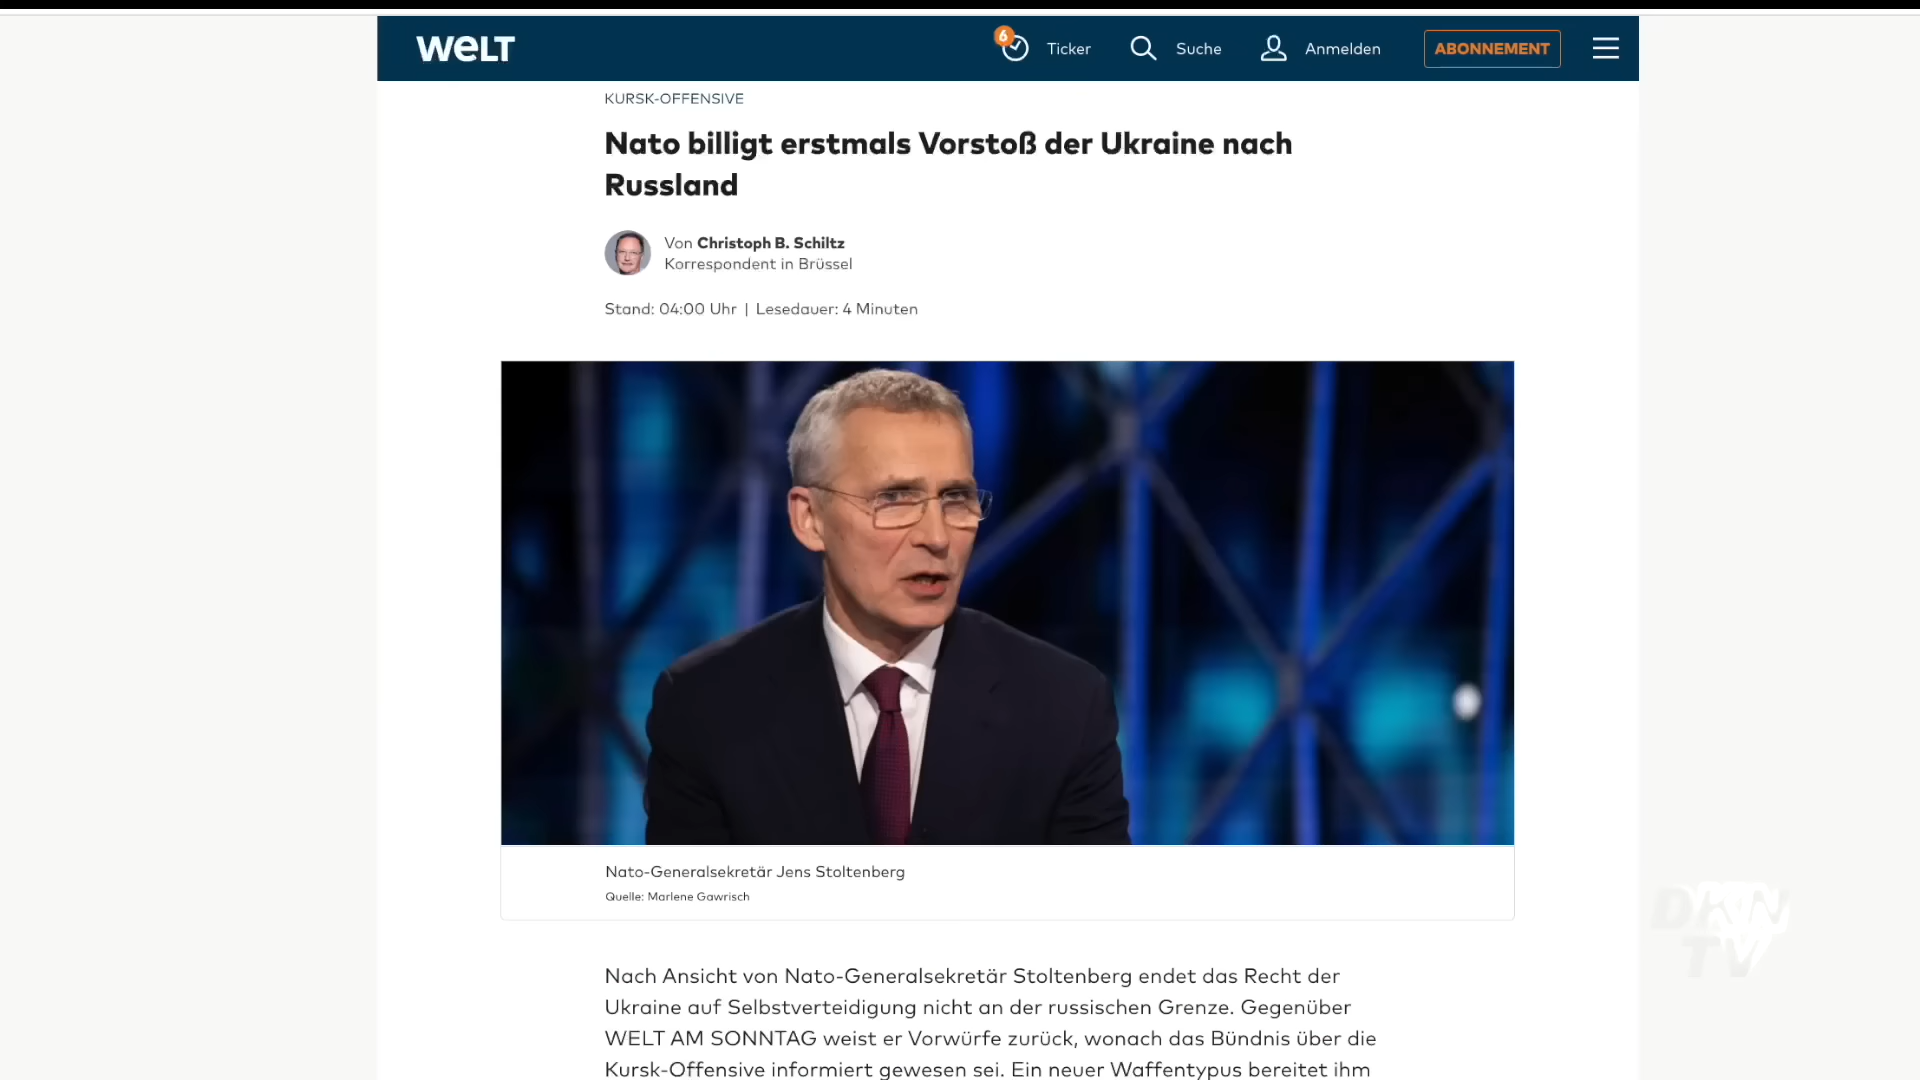 WELT
6
Ticker
Suche
Anmelden
ABONNEMENT
KURSK-OFFENSIVE
Nato billigt erstmals Vorstoß der Ukraine nach
Russland
Von Christoph B. Schiltz
Korrespondent in Brüssel
Stand: 04:00 Uhr | Lesedauer: 4 Minuten
Nato-Generalsekretär Jens Stoltenberg
Quelle: Marlene Gawrisch
Nach Ansicht von Nato-Generalsekretär Stoltenberg endet das Recht der
Ukraine auf Selbstverteidigung nicht an der russischen Grenze. Gegenüber
WELT AM SONNTAG weist er Vorwürfe zurück, wonach das Bündnis über die
Kursk-Offensive informiert gewesen sei. Ein neuer Waffentypus bereitet ihm
TV